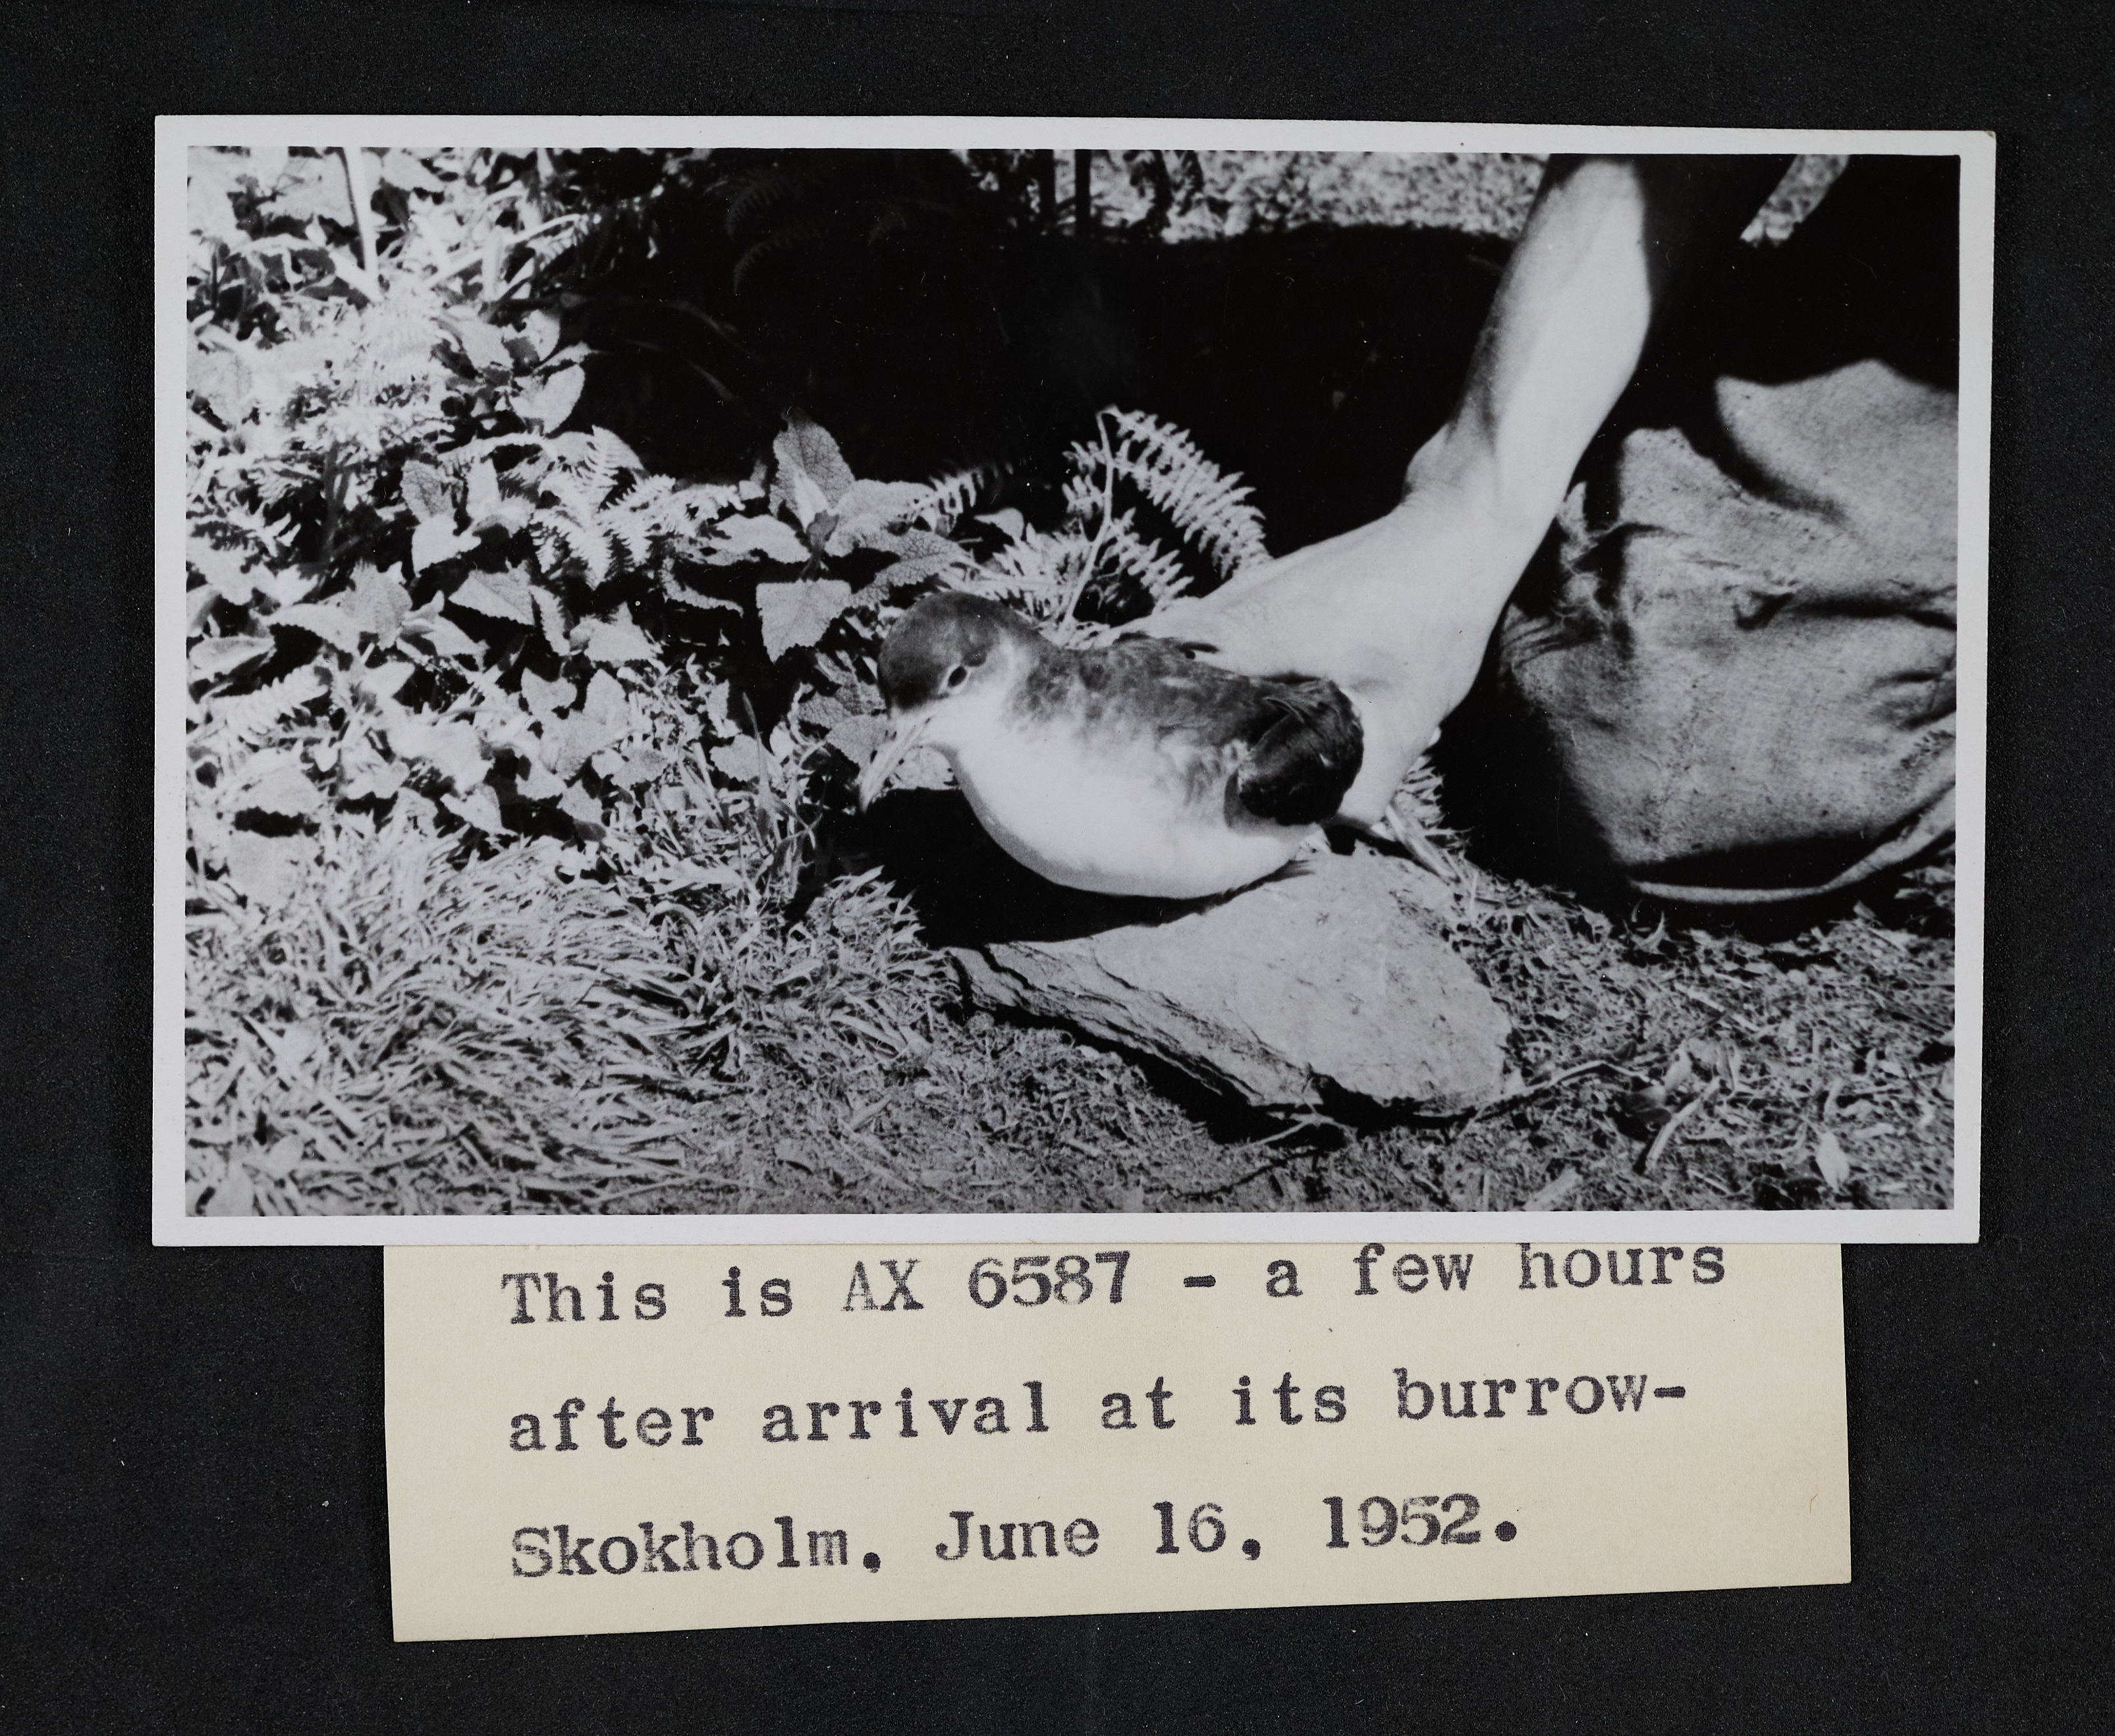 This is AX 6587 - a few hours
after arrival at its burrow-
Skokholm, June 16, 1952.